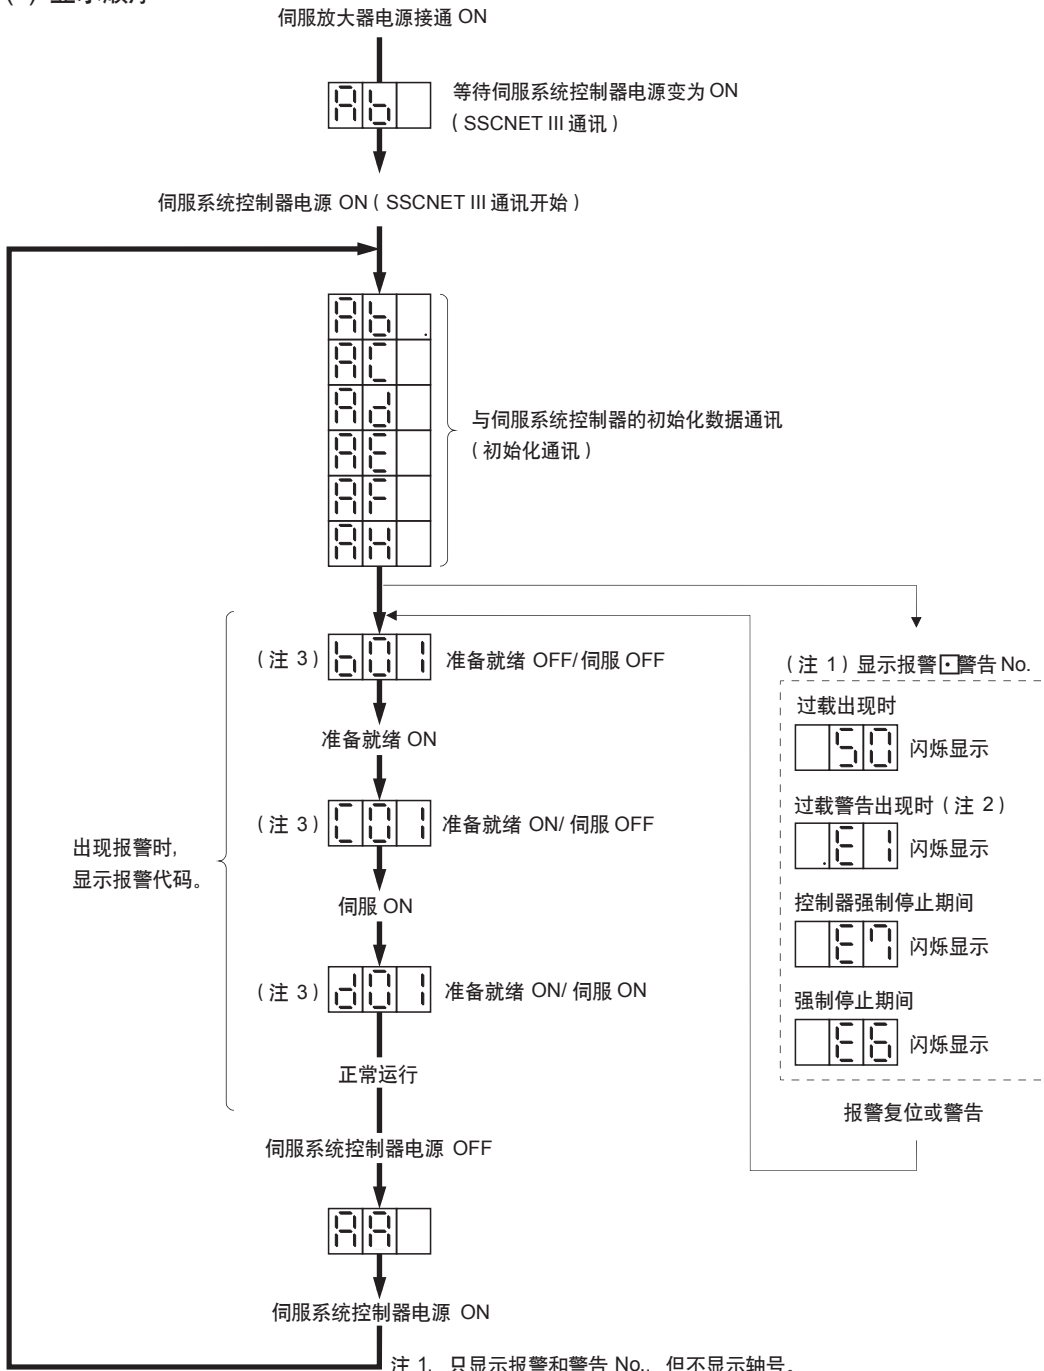 显示顺序
伺服放大器电源接通 ON
Ab
等待伺服系统控制器电源变为 ON
( SSCNET III 通讯 )
伺服系统控制器电源 ON ( SSCNET III 通讯开始 )
Ab .
AC
Ad
AE
AF
AH
与伺服系统控制器的初始化数据通讯
( 初始化通讯 )
(注 3) b01 准备就绪 OFF/ 伺服 OFF
准备就绪 ON
(注 3) C01 准备就绪 ON/ 伺服 OFF
伺服 ON
(注 3) d01 准备就绪 ON/ 伺服 ON
正常运行
出现报警时,
显示报警代码。
(注 1) 显示报警·警告 No.
过载出现时
50 闪烁显示
过载警告出现时 (注 2)
.E1 闪烁显示
控制器强制停止期间
E7 闪烁显示
强制停止期间
E6 闪烁显示
报警复位或警告
伺服系统控制器电源 OFF
AA
伺服系统控制器电源 ON
注 1. 只显示报警和警告 No.,但不显示轴号。